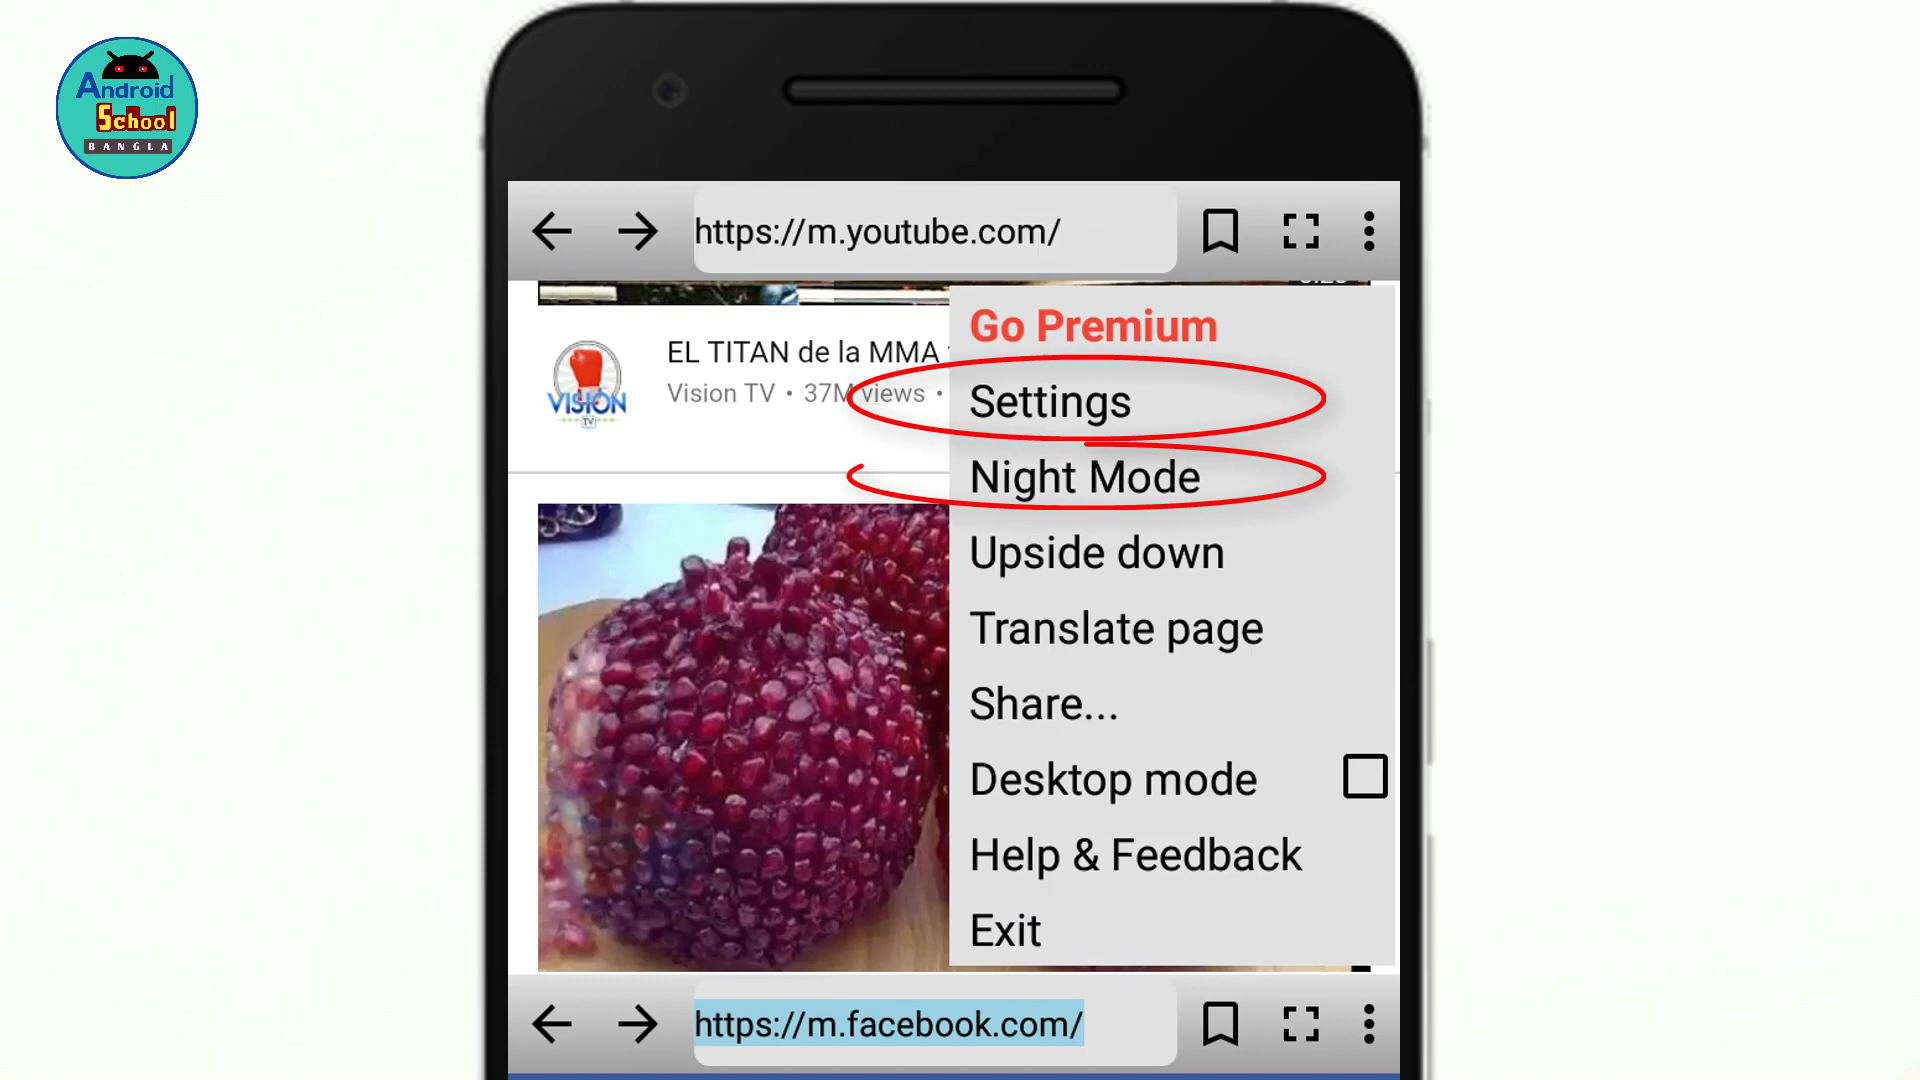 Android
School
BANGLA
https://m.youtube.com/
EL TITAN de la MMA
Vision TV • 37M views •
VISION
TV
Go Premium
Settings
Night Mode
Upside down
Translate page
Share...
Desktop mode
Help & Feedback
Exit
https://m.facebook.com/